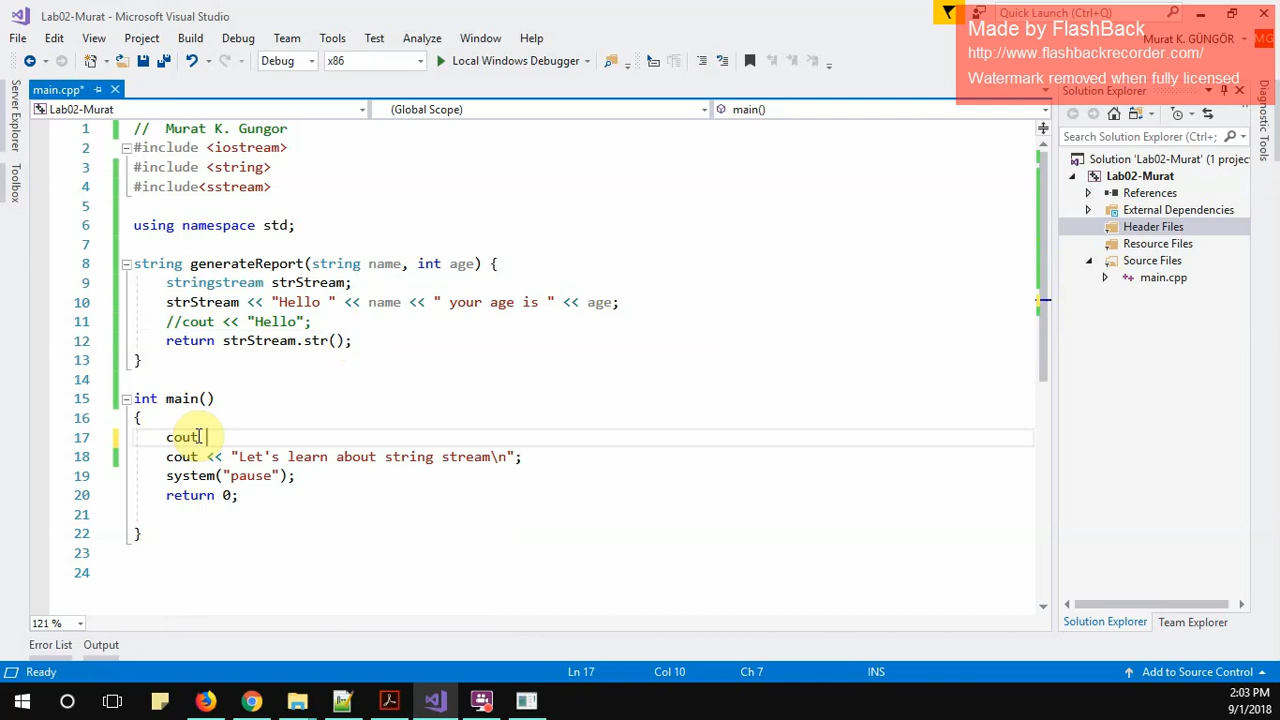 Lab02-Murat - Microsoft Visual Studio
Quick Launch (Ctrl+Q)
Made by FlashBack
http://www.flashbackrecorder.com/
Watermark removed when fully licensed
File Edit View Project Build Debug Team Tools Test Analyze Window Help
Murat K. GÜNGÖR MG
Debug x86 Local Windows Debugger
Server Explorer
Toolbox
main.cpp*
Lab02-Murat (Global Scope) main()
1 // Murat K. Gungor
2 #include <iostream>
3 #include <string>
4 #include<sstream>
5
6 using namespace std;
7
8 string generateReport(string name, int age) {
9 stringstream strStream;
10 strStream << "Hello " << name << " your age is " << age;
11 //cout << "Hello";
12 return strStream.str();
13 }
14
15 int main()
16 {
17 cout
18 cout << "Let's learn about string stream\n";
19 system("pause");
20 return 0;
21
22 }
23
24
121 %
Solution Explorer
Search Solution Explorer (Ctrl+;
Solution 'Lab02-Murat' (1 projec
Lab02-Murat
References
External Dependencies
Header Files
Resource Files
Source Files
main.cpp
Solution Explorer Team Explorer
Diagnostic Tools
Error List Output
Ready Ln 17 Col 10 Ch 7 INS Add to Source Control
2:03 PM
9/1/2018